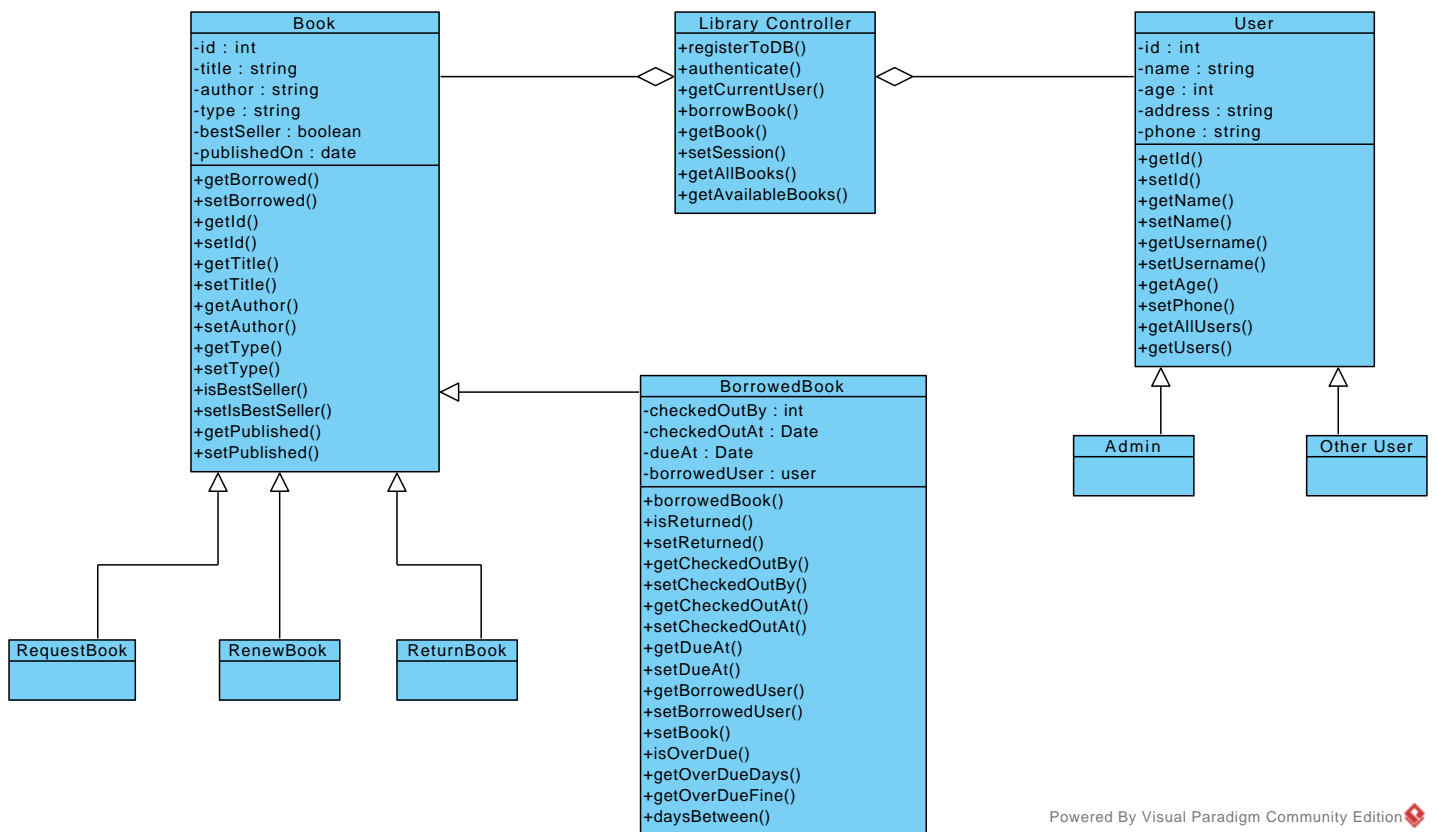 Book
-id : int
-title : string
-author : string
-type : string
-bestSeller : boolean
-publishedOn : date
+getBorrowed()
+setBorrowed()
+getId()
+setId()
+getTitle()
+setTitle()
+getAuthor()
+setAuthor()
+getType()
+setType()
+isBestSeller()
+setIsBestSeller()
+getPublished()
+setPublished()
Library Controller
+registerToDB()
+authenticate()
+getCurrentUser()
+borrowBook()
+getBook()
+setSession()
+getAllBooks()
+getAvailableBooks()
User
-id : int
-name : string
-age : int
-address : string
-phone : string
+getId()
+setId()
+getName()
+setName()
+getUsername()
+setUsername()
+getAge()
+setPhone()
+getAllUsers()
+getUsers()
BorrowedBook
-checkedOutBy : int
-checkedOutAt : Date
-dueAt : Date
-borrowedUser : user
+borrowedBook()
+isReturned()
+setReturned()
+getCheckedOutBy()
+setCheckedOutBy()
+getCheckedOutAt()
+setCheckedOutAt()
+getDueAt()
+setDueAt()
+getBorrowedUser()
+setBorrowedUser()
+setBook()
+isOverDue()
+getOverDueDays()
+getOverDueFine()
+daysBetween()
Admin
Other User
RequestBook
RenewBook
ReturnBook
Powered By Visual Paradigm Community Edition